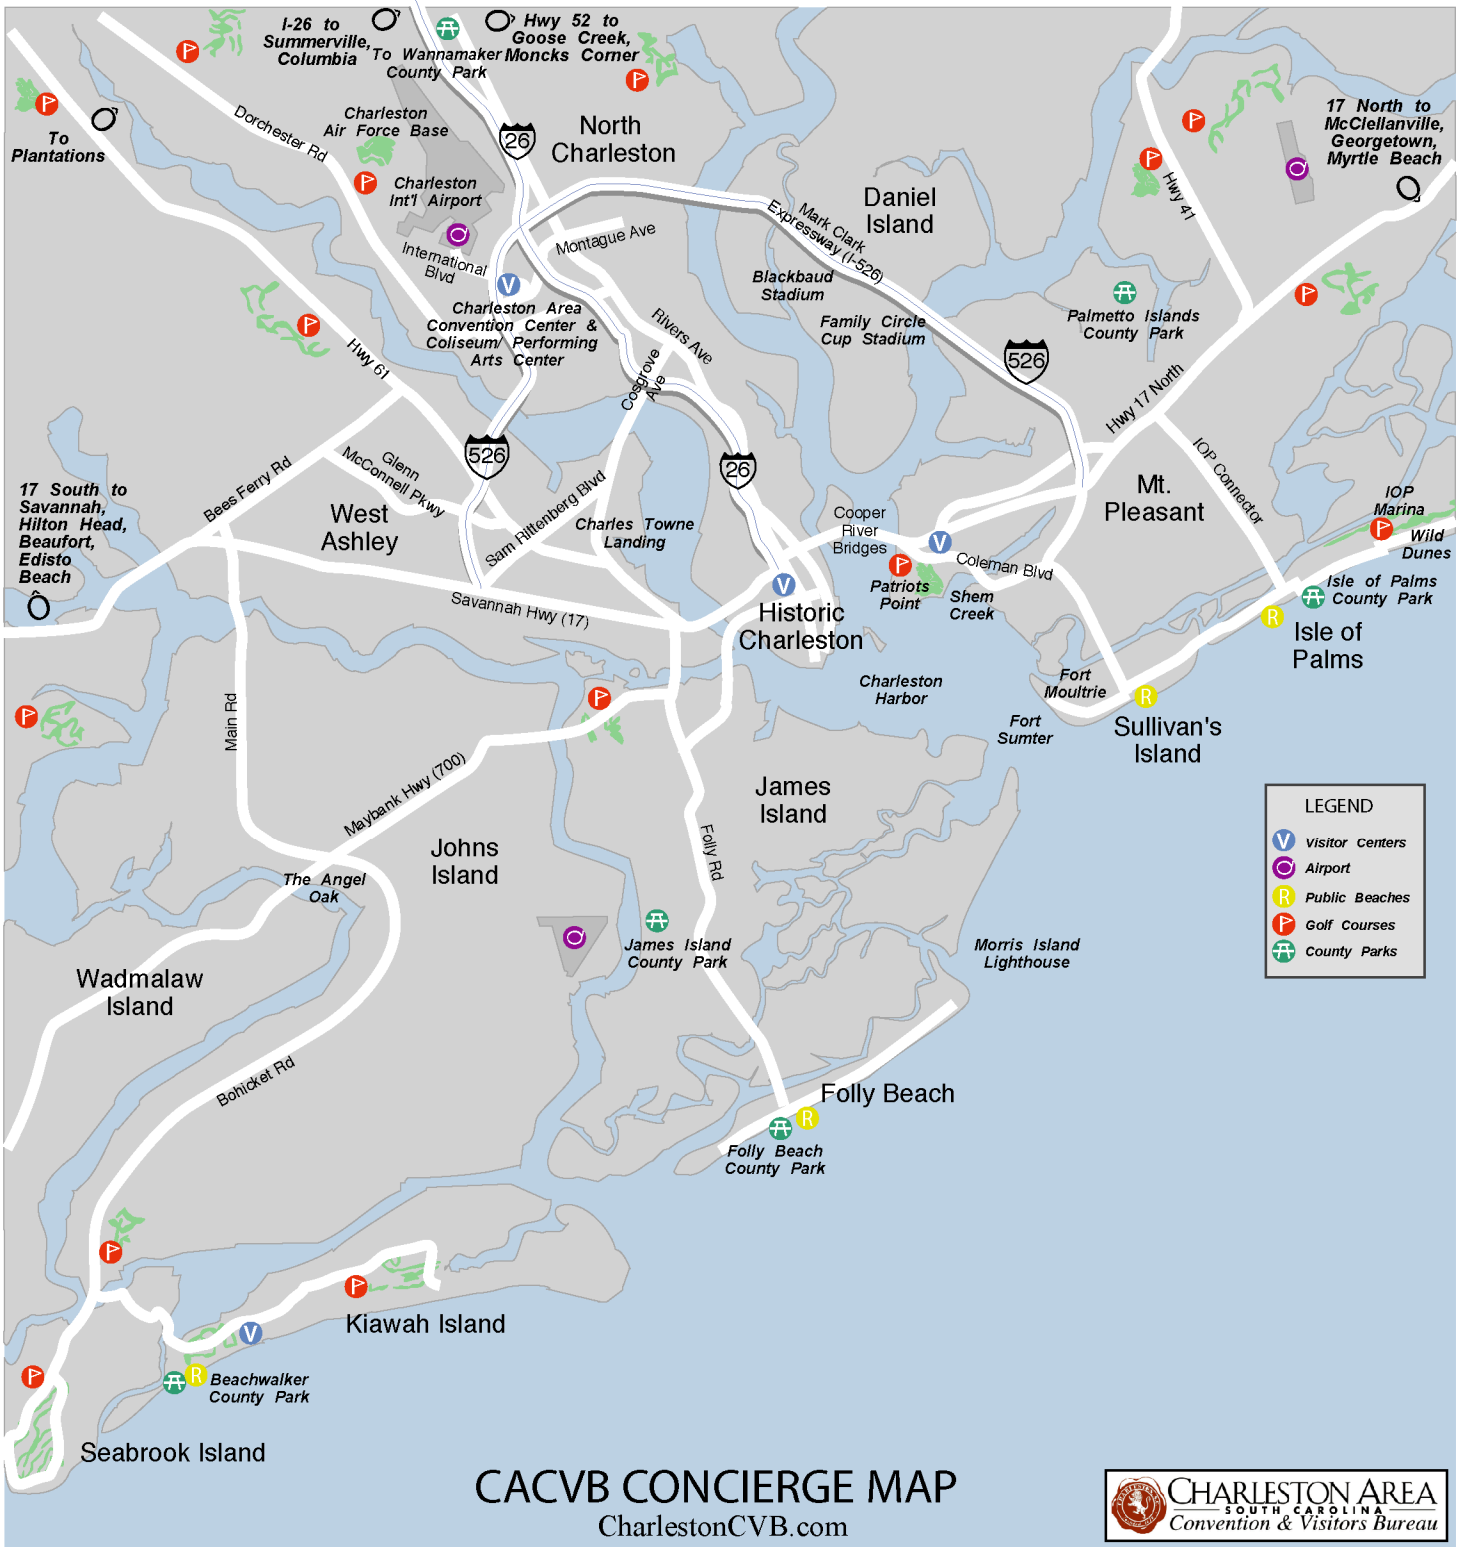 I-26 to
Summerville,
Columbia
To Wannamaker
County Park
Hwy 52 to
Goose Creek,
Moncks Corner
To
Plantations
Dorchester Rd
Charleston
Air Force Base
Charleston
Int'l Airport
26
North
Charleston
International
Blvd
Montague Ave
V
Charleston Area
Convention Center &
Coliseum/ Performing
Arts Center
Daniel
Island
Mark Clark
Expressway (I-526)
Blackbaud
Stadium
Family Circle
Cup Stadium
Hwy 41
17 North to
McClellanville,
Georgetown,
Myrtle Beach
Palmetto Islands
County Park
526
Hwy 17 North
Rivers Ave
Cosgrove
Ave
Hwy 61
526
26
Glenn
McConnell Pkwy
Bees Ferry Rd
17 South to
Savannah,
Hilton Head,
Beaufort,
Edisto
Beach
West
Ashley
Sam Rittenberg Blvd
Charles Towne
Landing
Savannah Hwy (17)
Cooper
River
Bridges
V
Coleman Blvd
Mt.
Pleasant
IOP Connector
IOP
Marina
Wild
Dunes
Isle of Palms
County Park
R
Isle of
Palms
Patriots
Point
Shem
Creek
V
Historic
Charleston
Charleston
Harbor
Fort
Moultrie
R
Fort
Sumter
Sullivan's
Island
Main Rd
Maybank Hwy (700)
James
Island
Johns
Island
Folly Rd
The Angel
Oak
James Island
County Park
Morris Island
Lighthouse
Wadmalaw
Island
Bohicket Rd
Folly Beach
R
Folly Beach
County Park
Kiawah Island
V
R
Beachwalker
County Park
Seabrook Island
LEGEND
V Visitor Centers
Airport
R Public Beaches
Golf Courses
County Parks
CACVB CONCIERGE MAP
CharlestonCVB.com
CHARLESTON AREA
SOUTH CAROLINA
Convention & Visitors Bureau